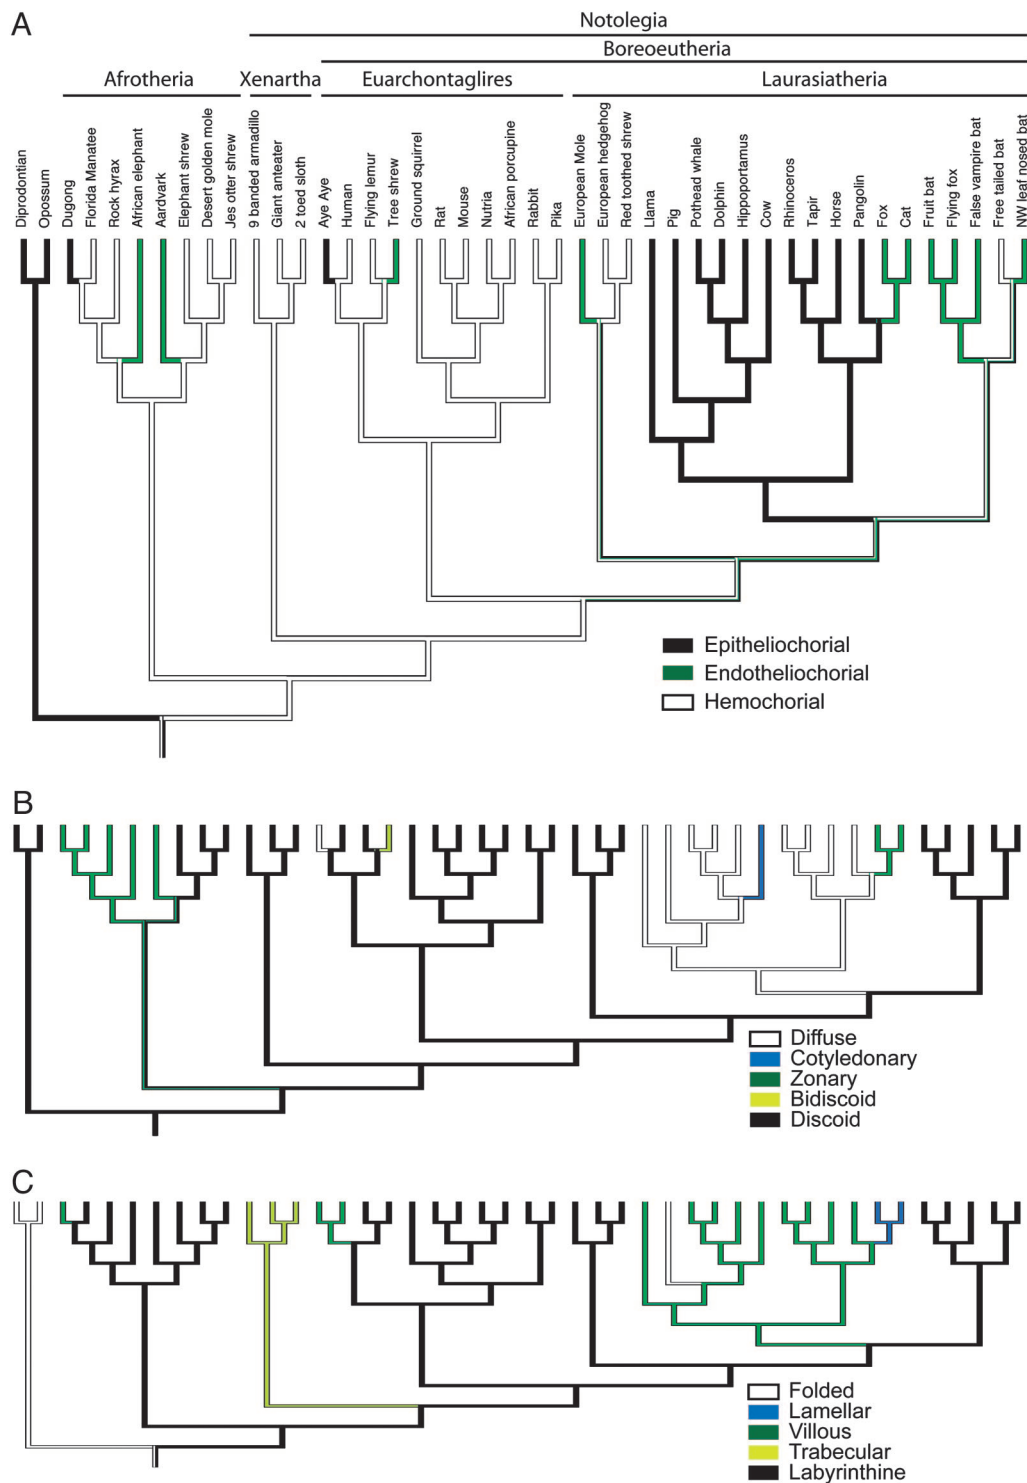 A
Notolegia
Boreoeutheria
Afrotheria Xenartha Euarchontaglires Laurasiatheria
Diprodontian
Opossum
Dugong
Florida Manatee
Rock hyrax
African elephant
Aardvark
Elephant shrew
Desert golden mole
Jes otter shrew
9 banded armadillo
Giant anteater
2 toed sloth
Aye Aye
Human
Flying lemur
Tree shrew
Ground squirrel
Rat
Mouse
Nutria
African porcupine
Rabbit
Pika
European Mole
European hedgehog
Red toothed shrew
Llama
Pig
Pothead whale
Dolphin
Hipportamus
Cow
Rhinoceros
Tapir
Horse
Pangolin
Fox
Cat
Fruit bat
Flying fox
False vampire bat
Free tailed bat
NW leaf nosed bat
Epitheliochorial
Endotheliochorial
Hemochorial
B
Diffuse
Cotyledonary
Zonary
Bidiscoid
Discoid
C
Folded
Lamellar
Villous
Trabecular
Labyrinthine